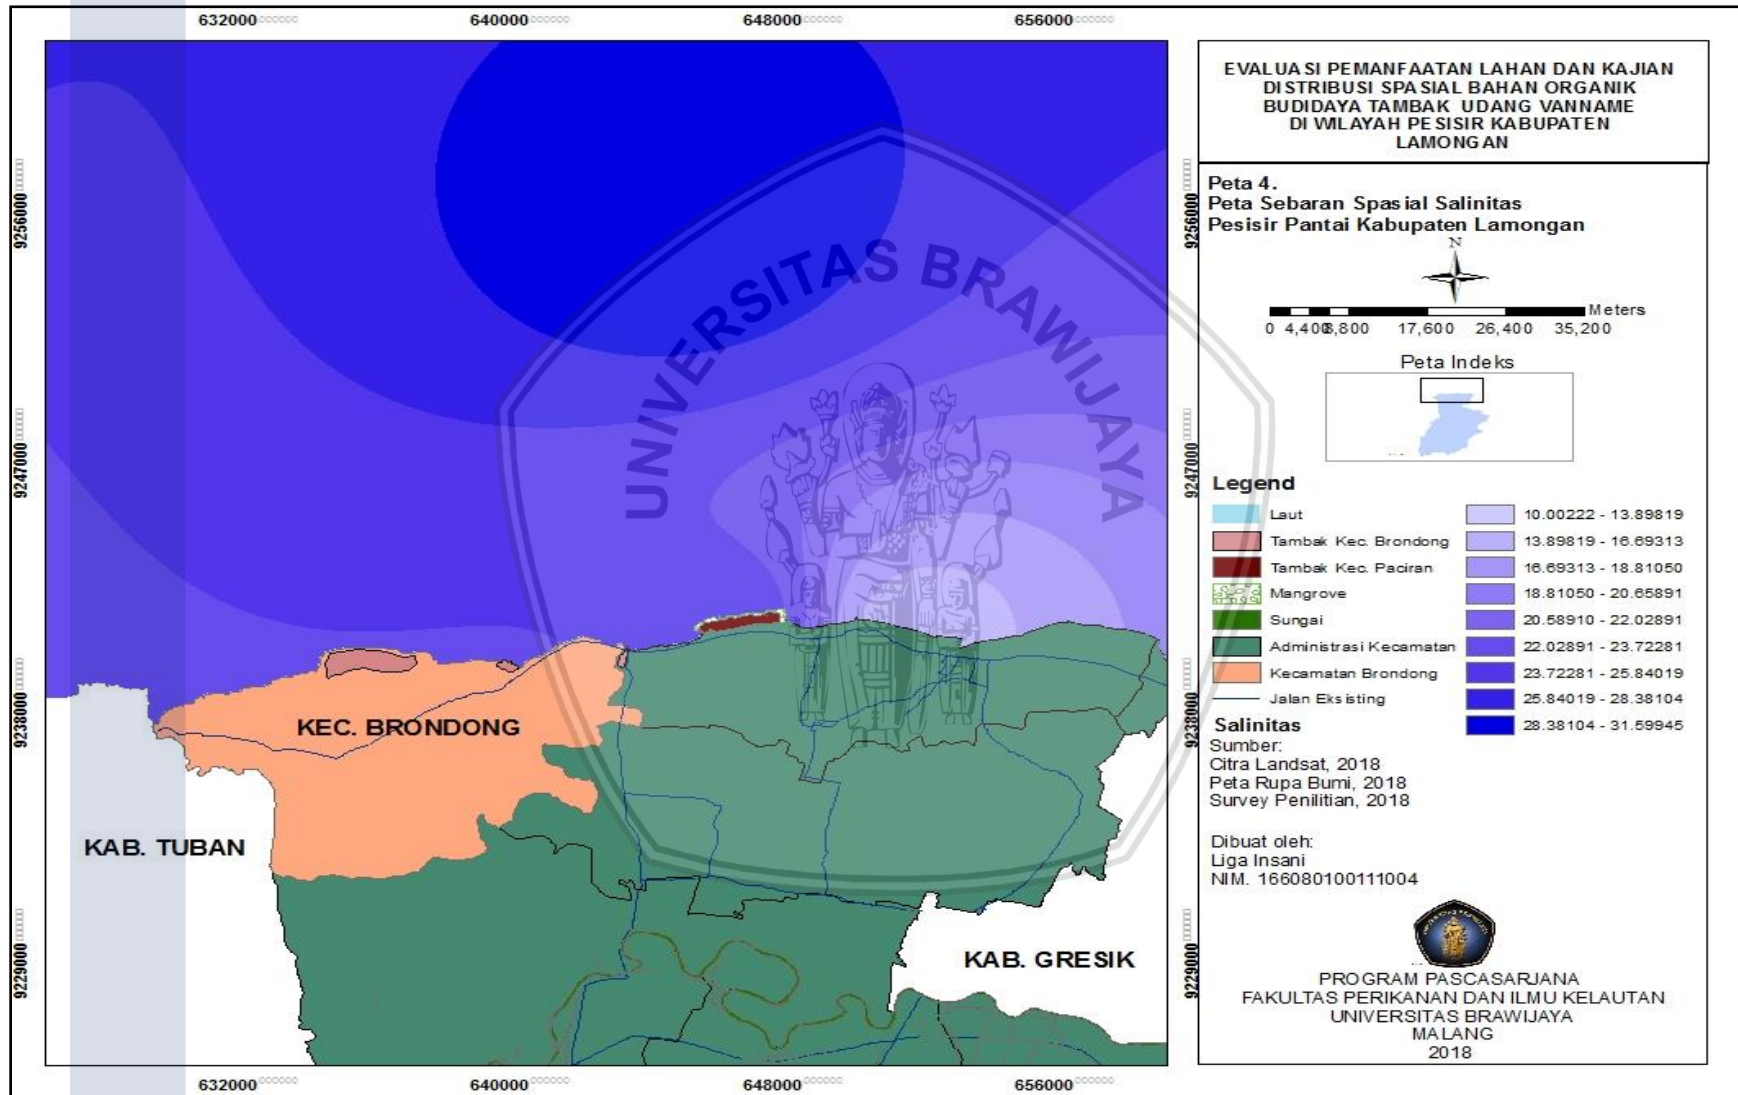 632000
640000
648000
656000
9256000
9247000
9238000
9229000
UNIVERSITAS BRAWIJAYA
KEC. BRONDONG
KAB. TUBAN
KAB. GRESIK
9256000
9247000
9238000
9229000
632000
640000
648000
656000
EVALUASI PEMANFAATAN LAHAN DAN KAJIAN
DISTRIBUSI SPASIAL BAHAN ORGANIK
BUDIDAYA TAMBAK UDANG VANNAME
DI WILAYAH PESISIR KABUPATEN
LAMONGAN
Peta 4.
Peta Sebaran Spasial Salinitas
Pesisir Pantai Kabupaten Lamongan
N
Meters
0 4,400 8,800 17,600 26,400 35,200
Peta Indeks
Legend
Laut 10.00222 - 13.89819
Tambak Kec. Brondong 13.89819 - 16.69313
Tambak Kec. Paciran 16.69313 - 18.81050
Mangrove 18.81050 - 20.65891
Sungai 20.58910 - 22.02891
Administrasi Kecamatan 22.02891 - 23.72281
Kecamatan Brondong 23.72281 - 25.84019
Jalan Eksisting 25.84019 - 28.38104
Salinitas 28.38104 - 31.59945
Sumber:
Citra Landsat, 2018
Peta Rupa Bumi, 2018
Survey Penilitian, 2018
Dibuat oleh:
Liga Insani
NIM. 166080100111004
PROGRAM PASCASARJANA
FAKULTAS PERIKANAN DAN ILMU KELAUTAN
UNIVERSITAS BRAWIJAYA
MALANG
2018